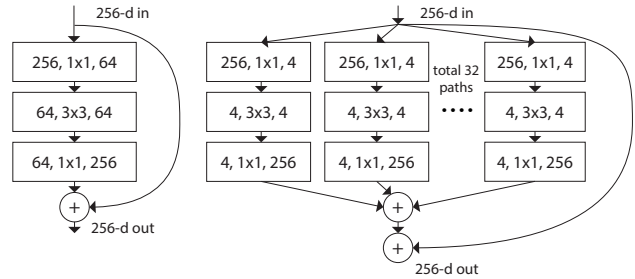 256-d in
256, 1x1, 64
64, 3x3, 64
64, 1x1, 256
+
256-d out
256-d in
256, 1x1, 4
256, 1x1, 4
total 32
paths
....
256, 1x1, 4
4, 3x3, 4
4, 3x3, 4
4, 3x3, 4
4, 1x1, 256
4, 1x1, 256
4, 1x1, 256
+
+
256-d out